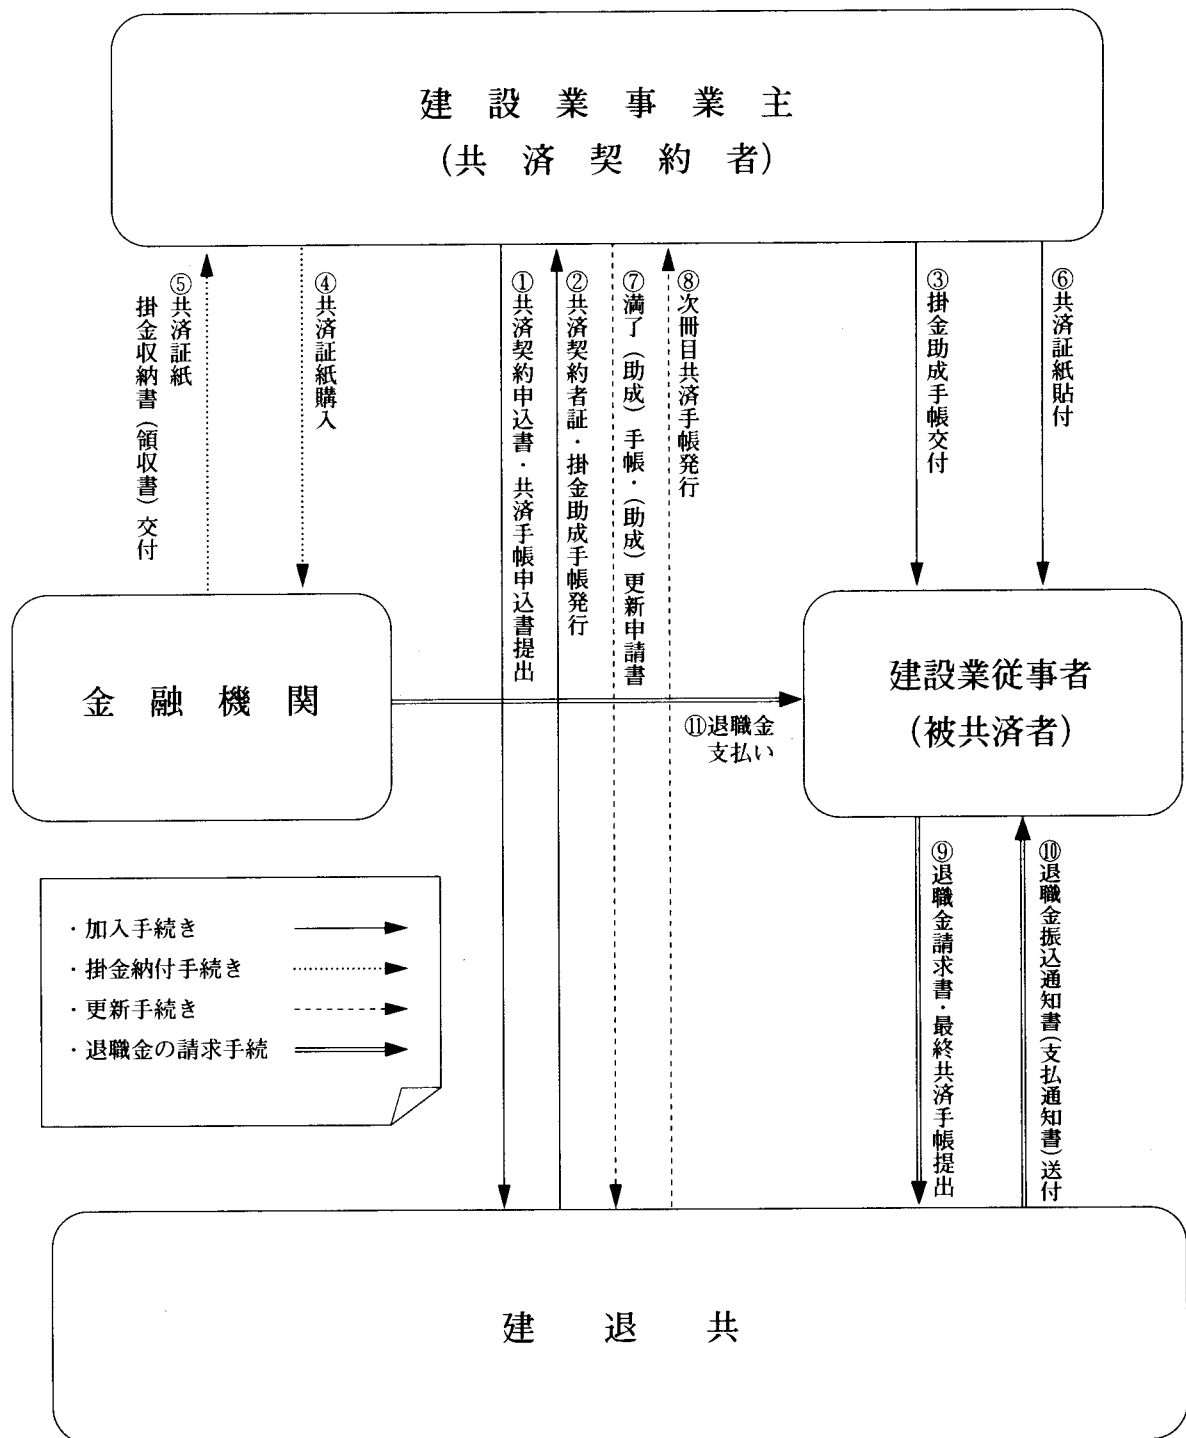 建設業事業主
(共済契約者)
⑤共済証紙
掛金収納書(領収書)交付
④共済証紙購入
①共済契約申込書・共済手帳申込書提出
②共済契約者証・掛金助成手帳発行
⑦満了(助成)手帳・(助成)更新申請書
⑧次冊目共済手帳発行
③掛金助成手帳交付
⑥共済証紙貼付
金融機関
⑪退職金
支払い
建設業従事者
(被共済者)
⑨退職金請求書・最終共済手帳提出
⑩退職金振込通知書(支払通知書)送付
・加入手続き
・掛金納付手続き
・更新手続き
・退職金の請求手続
建退共